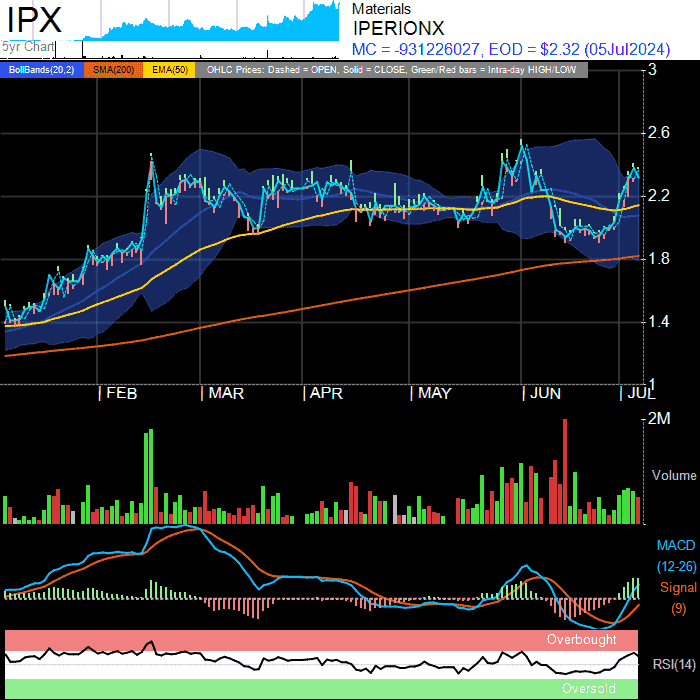 IPX
5yr Chart
Materials
IPERIONX
MC = -931226027, EOD = $2.32 (05Jul2024)
BollBands(20,2) SMA(200) EMA(50) OHLC Prices: Dashed = OPEN, Solid = CLOSE, Green/Red bars = Intra-day HIGH/LOW
3
2.6
2.2
1.8
1.4
1
FEB MAR APR MAY JUN JUL
2M
Volume
MACD
(12-26)
Signal
(9)
Overbought
RSI(14)
Oversold